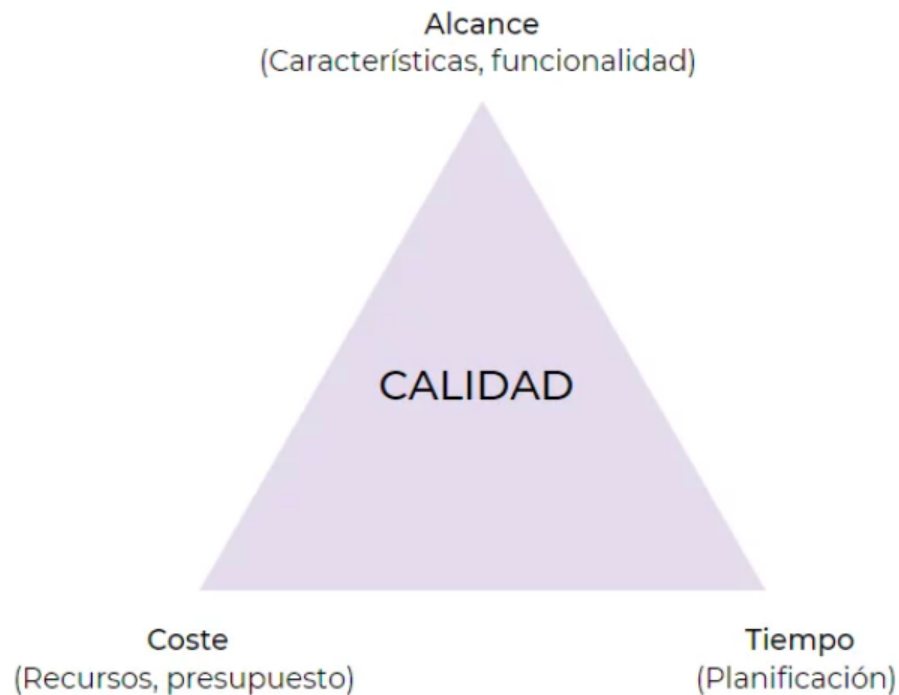 Alcance
(Características, funcionalidad)
CALIDAD
Coste
(Recursos, presupuesto)
Tiempo
(Planificación)